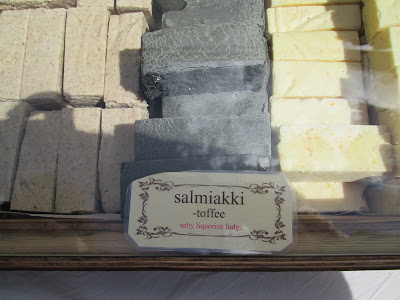 salmiakki
-toffee
salty liquorice fudge